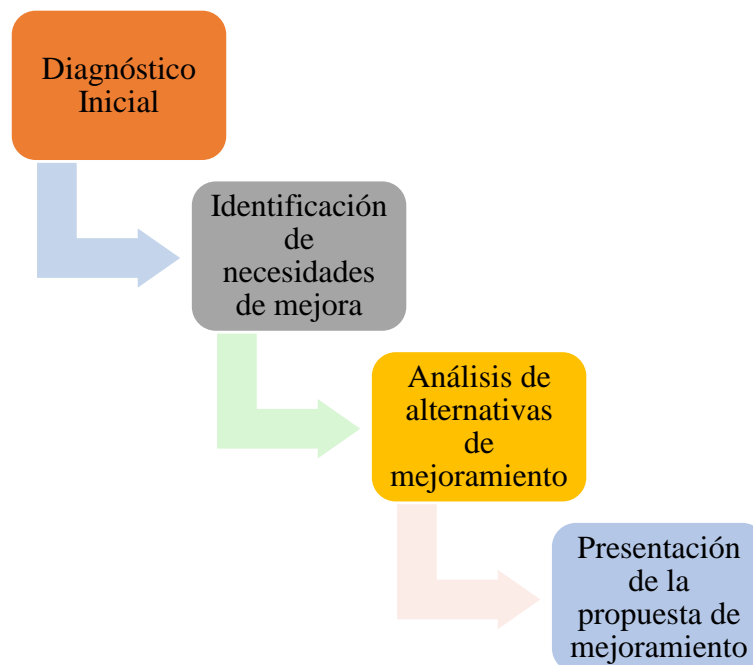 Diagnóstico
Inicial
Identificación
de
necesidades
de mejora
Análisis de
alternativas
de
mejoramiento
Presentación
de la
propuesta de
mejoramiento